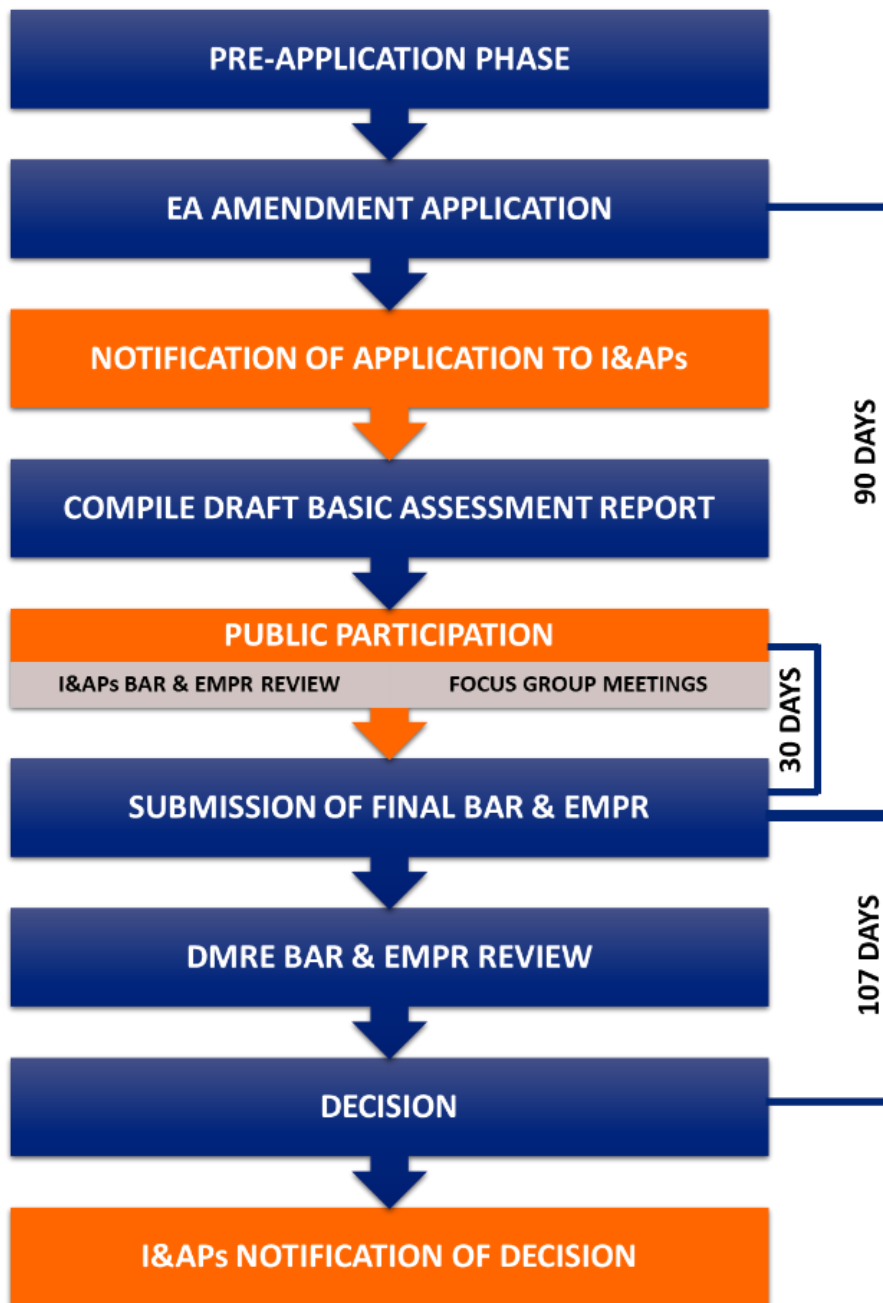 PRE-APPLICATION PHASE
EA AMENDMENT APPLICATION
NOTIFICATION OF APPLICATION TO I&APs
COMPILE DRAFT BASIC ASSESSMENT REPORT
PUBLIC PARTICIPATION
I&APs BAR & EMPR REVIEW FOCUS GROUP MEETINGS
SUBMISSION OF FINAL BAR & EMPR
DMRE BAR & EMPR REVIEW
DECISION
I&APs NOTIFICATION OF DECISION
90 DAYS
30 DAYS
107 DAYS